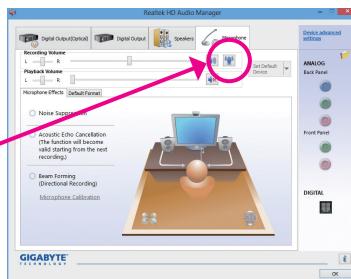 Realtek HD Audio Manager
Digital Output(Optical)
Digital Output
Speakers
Microphone
Device advanced
settings
Recording Volume
L
R
Set Default
Device
Playback Volume
L
R
ANALOG
Back Panel
Microphone Effects
Default Format
Noise Suppression
Acoustic Echo Cancellation
(The function will become
valid starting from the next
recording.)
Front Panel
Beam Forming
(Directional Recording)
Microphone Calibration
DIGITAL
GIGABYTE
TECHNOLOGY
i
OK